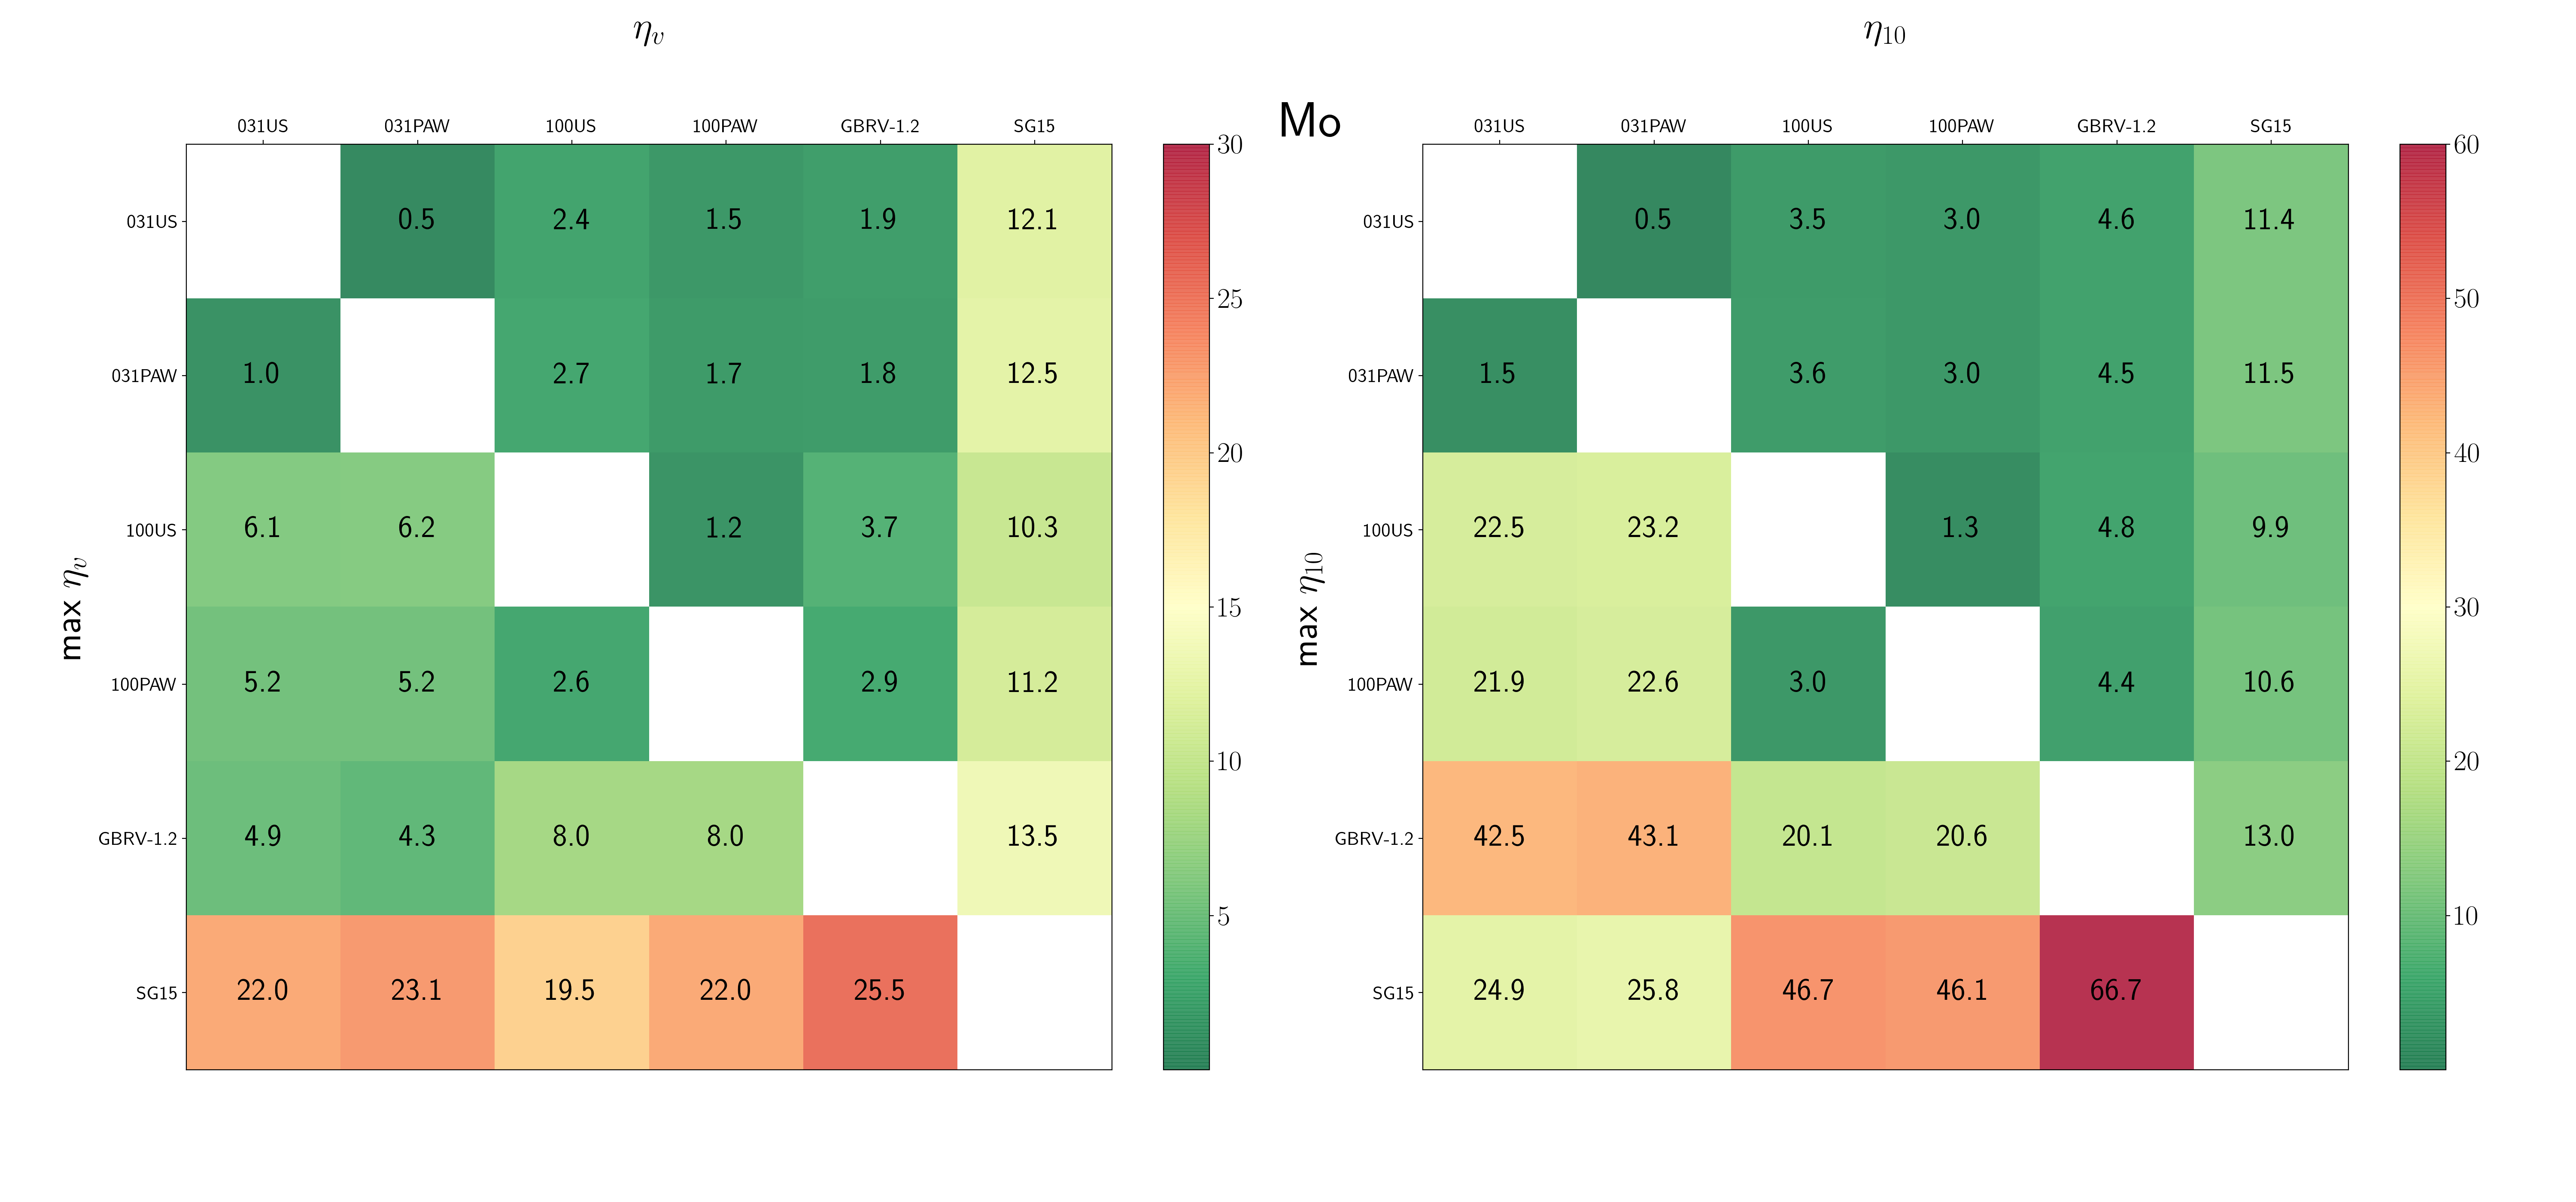 η_v
η_10
Mo
031US 031PAW 100US 100PAW GBRV-1.2 SG15
031US 0.5 2.4 1.5 1.9 12.1
031PAW 1.0 2.7 1.7 1.8 12.5
100US 6.1 6.2 1.2 3.7 10.3
100PAW 5.2 5.2 2.6 2.9 11.2
GBRV-1.2 4.9 4.3 8.0 8.0 13.5
SG15 22.0 23.1 19.5 22.0 25.5
max η_v
30
25
20
15
10
5
031US 031PAW 100US 100PAW GBRV-1.2 SG15
031US 0.5 3.5 3.0 4.6 11.4
031PAW 1.5 3.6 3.0 4.5 11.5
100US 22.5 23.2 1.3 4.8 9.9
100PAW 21.9 22.6 3.0 4.4 10.6
GBRV-1.2 42.5 43.1 20.1 20.6 13.0
SG15 24.9 25.8 46.7 46.1 66.7
max η_10
60
50
40
30
20
10